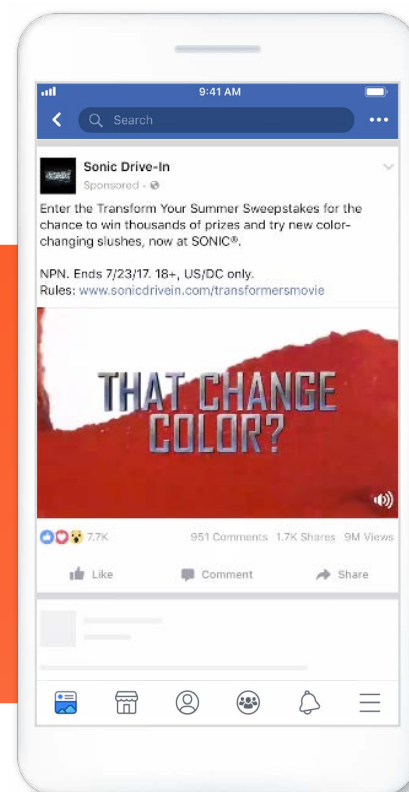 9:41 AM
Search
Sonic Drive-In
Sponsored ·
Enter the Transform Your Summer Sweepstakes for the
chance to win thousands of prizes and try new color-
changing slushes, now at SONIC®.
NPN. Ends 7/23/17. 18+, US/DC only.
Rules: www.sonicdrivein.com/transformersmovie
THAT CHANGE
COLOR?
7.7K 951 Comments 1.7K Shares 9M Views
Like Comment Share